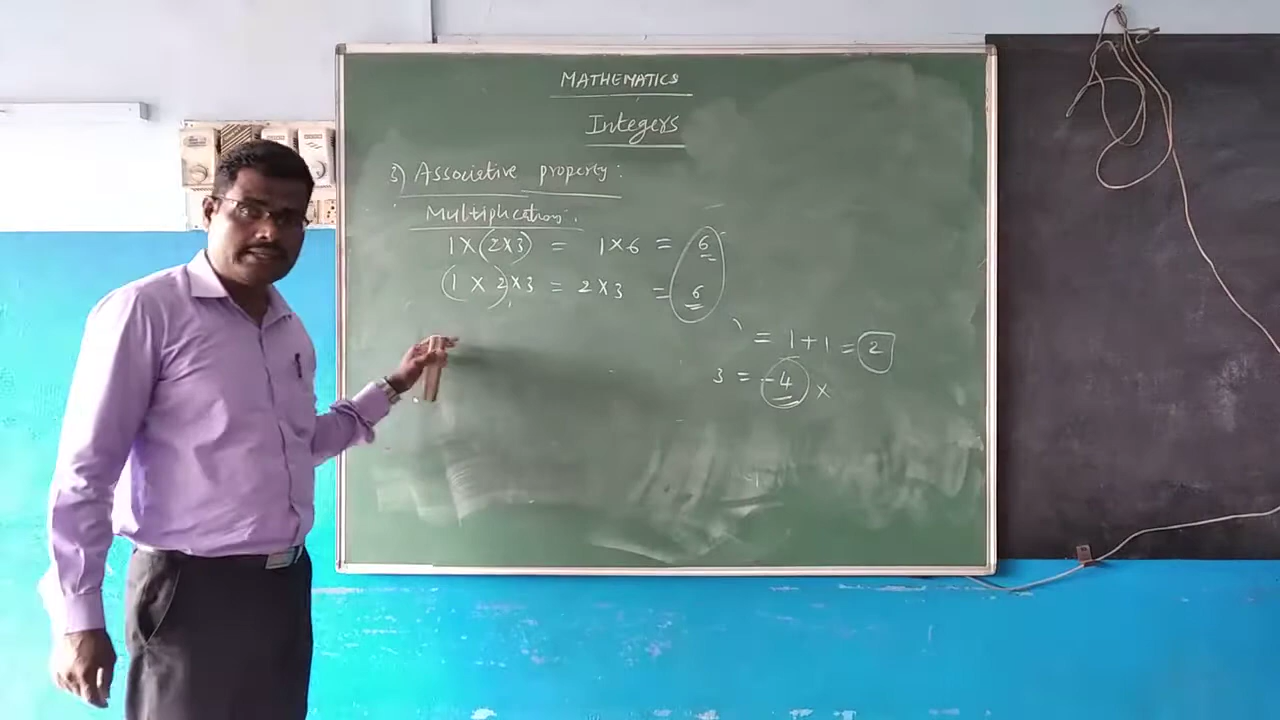 MATHEMATICS
Integers
3) Associative property:
Multiplication:
1×(2×3) = 1×6 = 6
(1×2)×3 = 2×3 = 6
= 1+1 = 2
3 = -4 ×